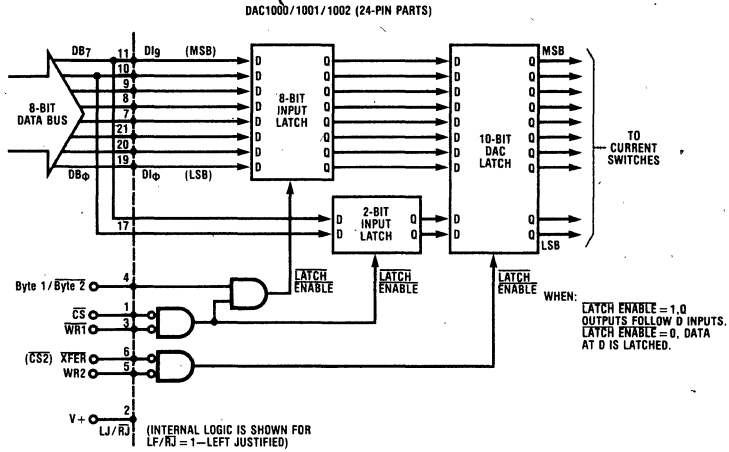 DAC1000/1001/1002 (24-PIN PARTS)
DB7 11 DI9 (MSB)
10
9
8
7
21
20
19
DBΦ DIΦ (LSB)
8-BIT
DATA BUS
D Q
D Q
D Q
D Q
D Q
D Q
D Q
D Q
8-BIT
INPUT
LATCH
D Q MSB
D Q
D Q
D Q
D Q
D Q
D Q
D Q
D Q
D Q LSB
10-BIT
DAC
LATCH
TO
CURRENT
SWITCHES
17
D Q
D Q
2-BIT
INPUT
LATCH
Byte 1/Byte 2 4
CS 1
WR1 3
(CS2) XFER 6
WR2 5
V+ 2
LJ/RJ
LATCH
ENABLE
LATCH
ENABLE
LATCH
ENABLE
WHEN:
LATCH ENABLE = 1,Q
OUTPUTS FOLLOW D INPUTS.
LATCH ENABLE = 0, DATA
AT D IS LATCHED.
(INTERNAL LOGIC IS SHOWN FOR
LF/RJ = 1—LEFT JUSTIFIED)